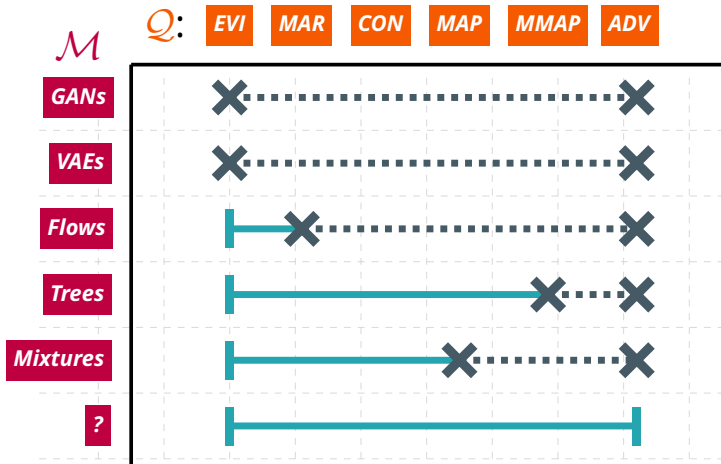 𝒬: EVI MAR CON MAP MMAP ADV
ℳ
GANs
VAEs
Flows
Trees
Mixtures
?